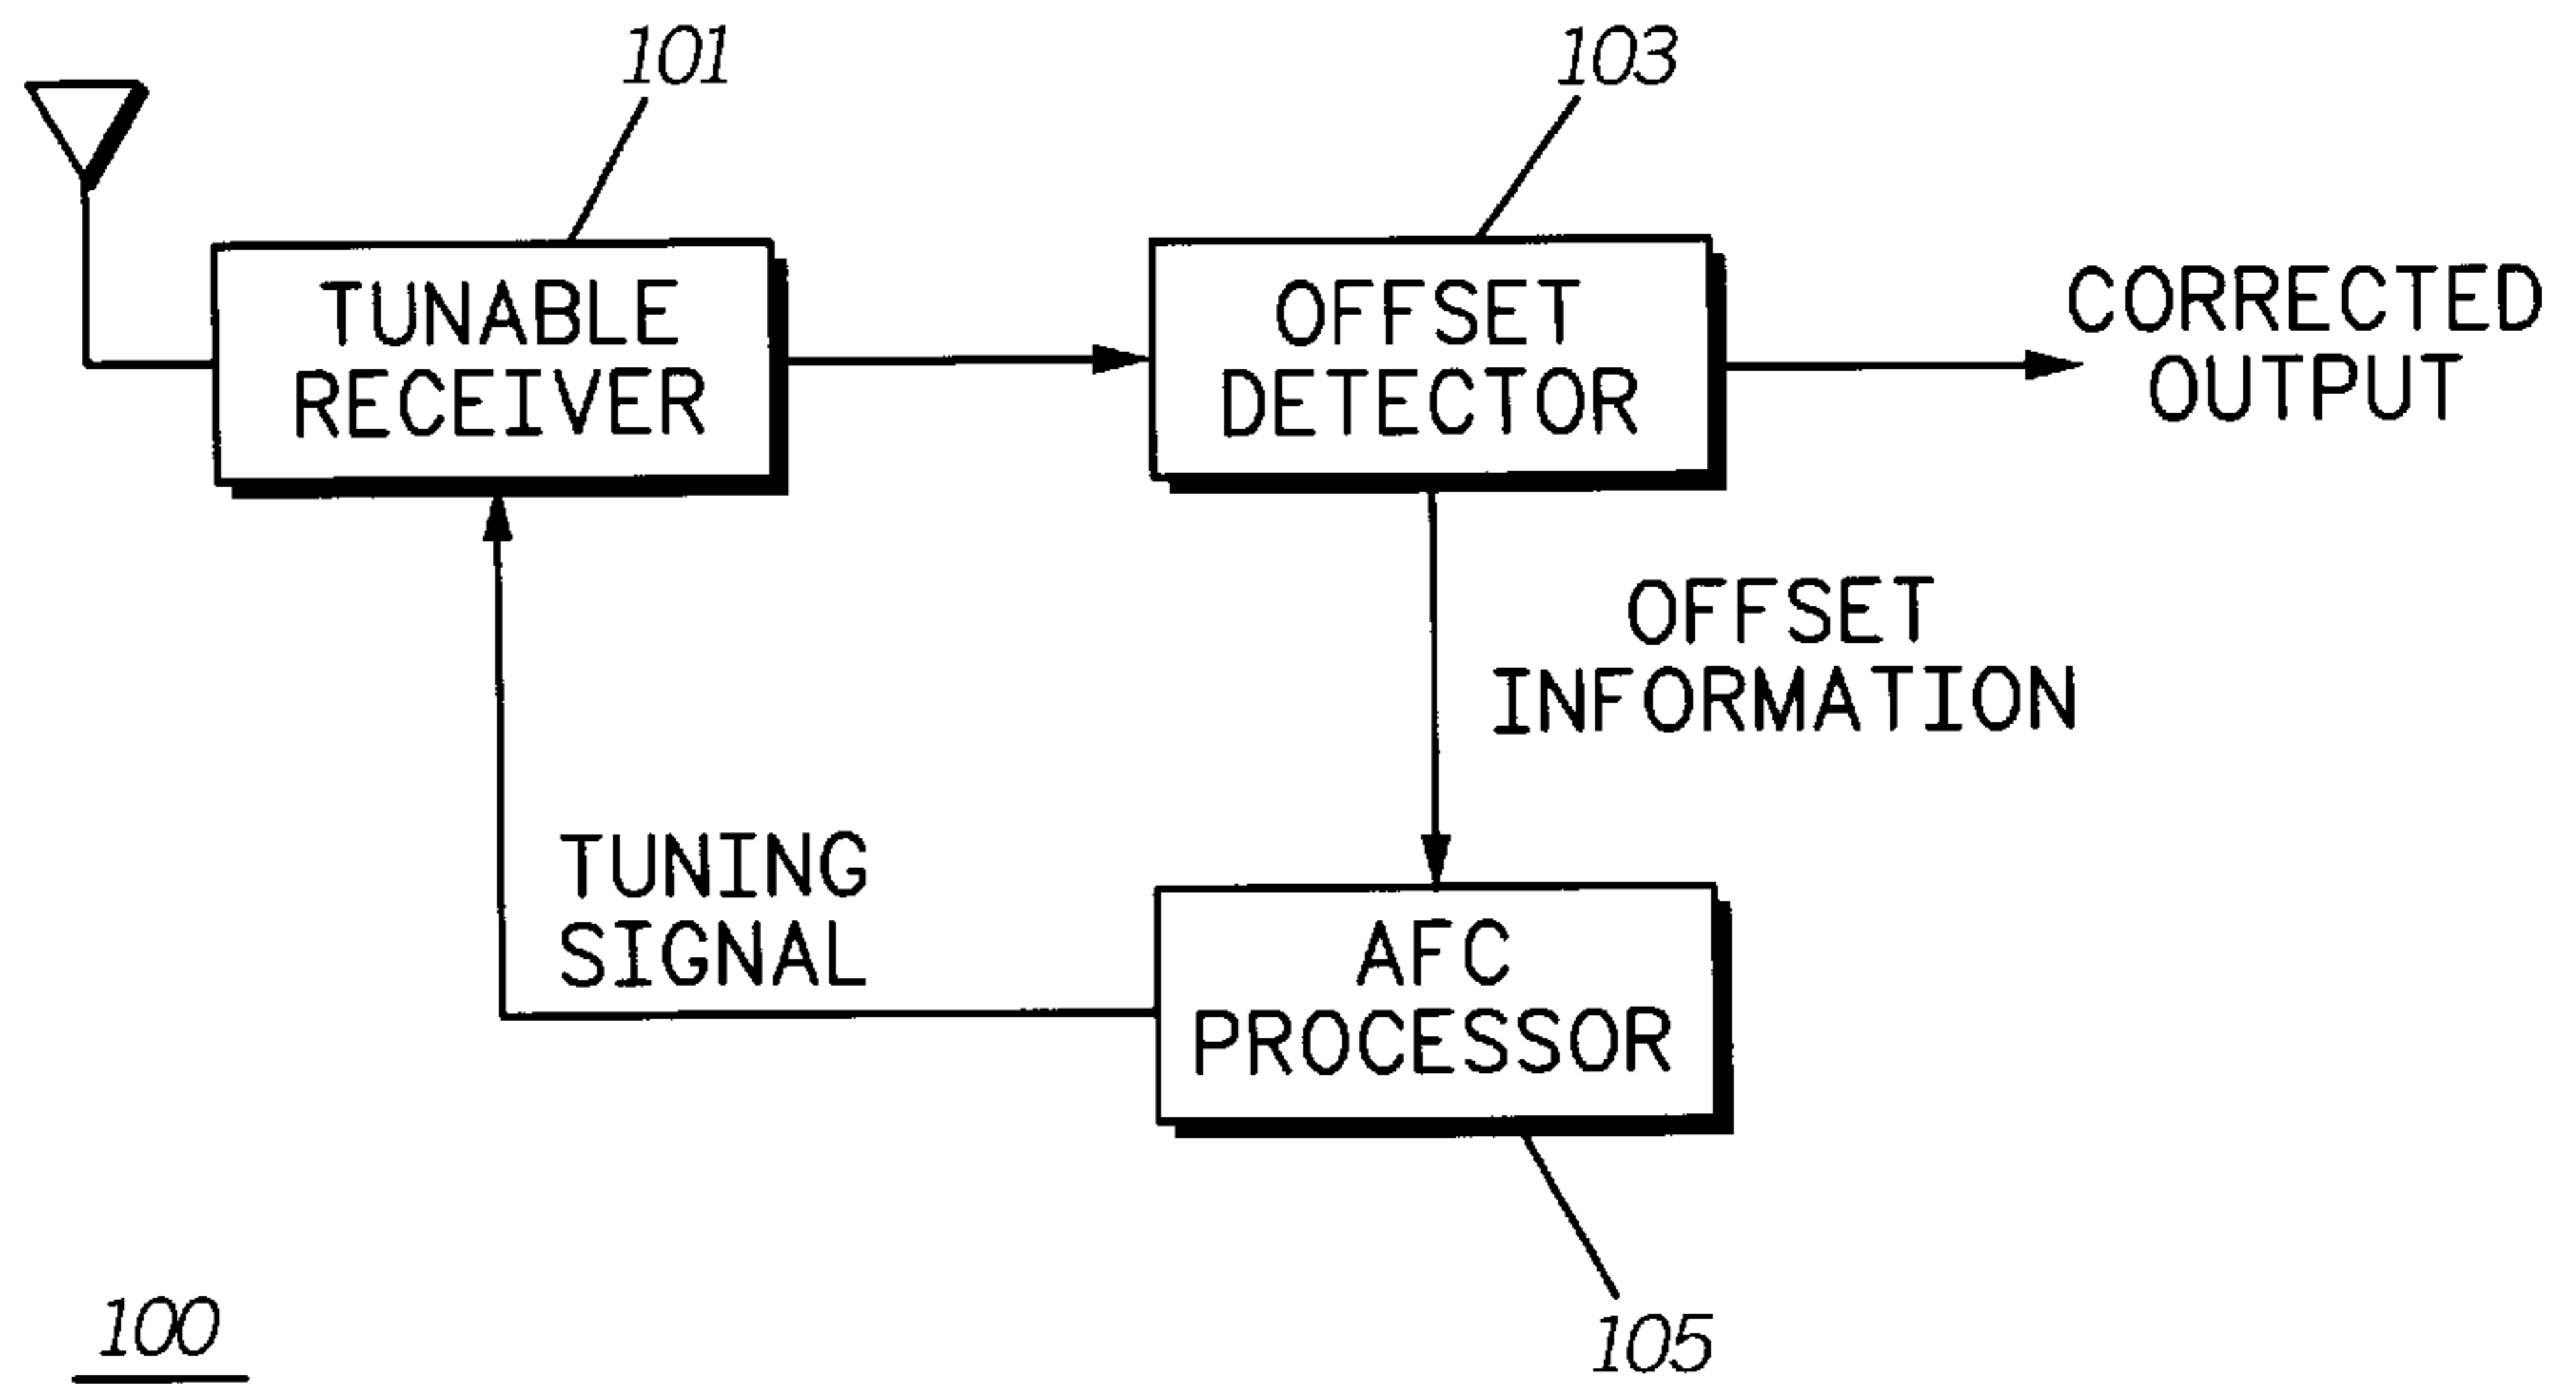 101
103
TUNABLE
RECEIVER
OFFSET
DETECTOR
CORRECTED
OUTPUT
OFFSET
INFORMATION
TUNING
SIGNAL
AFC
PROCESSOR
100
105